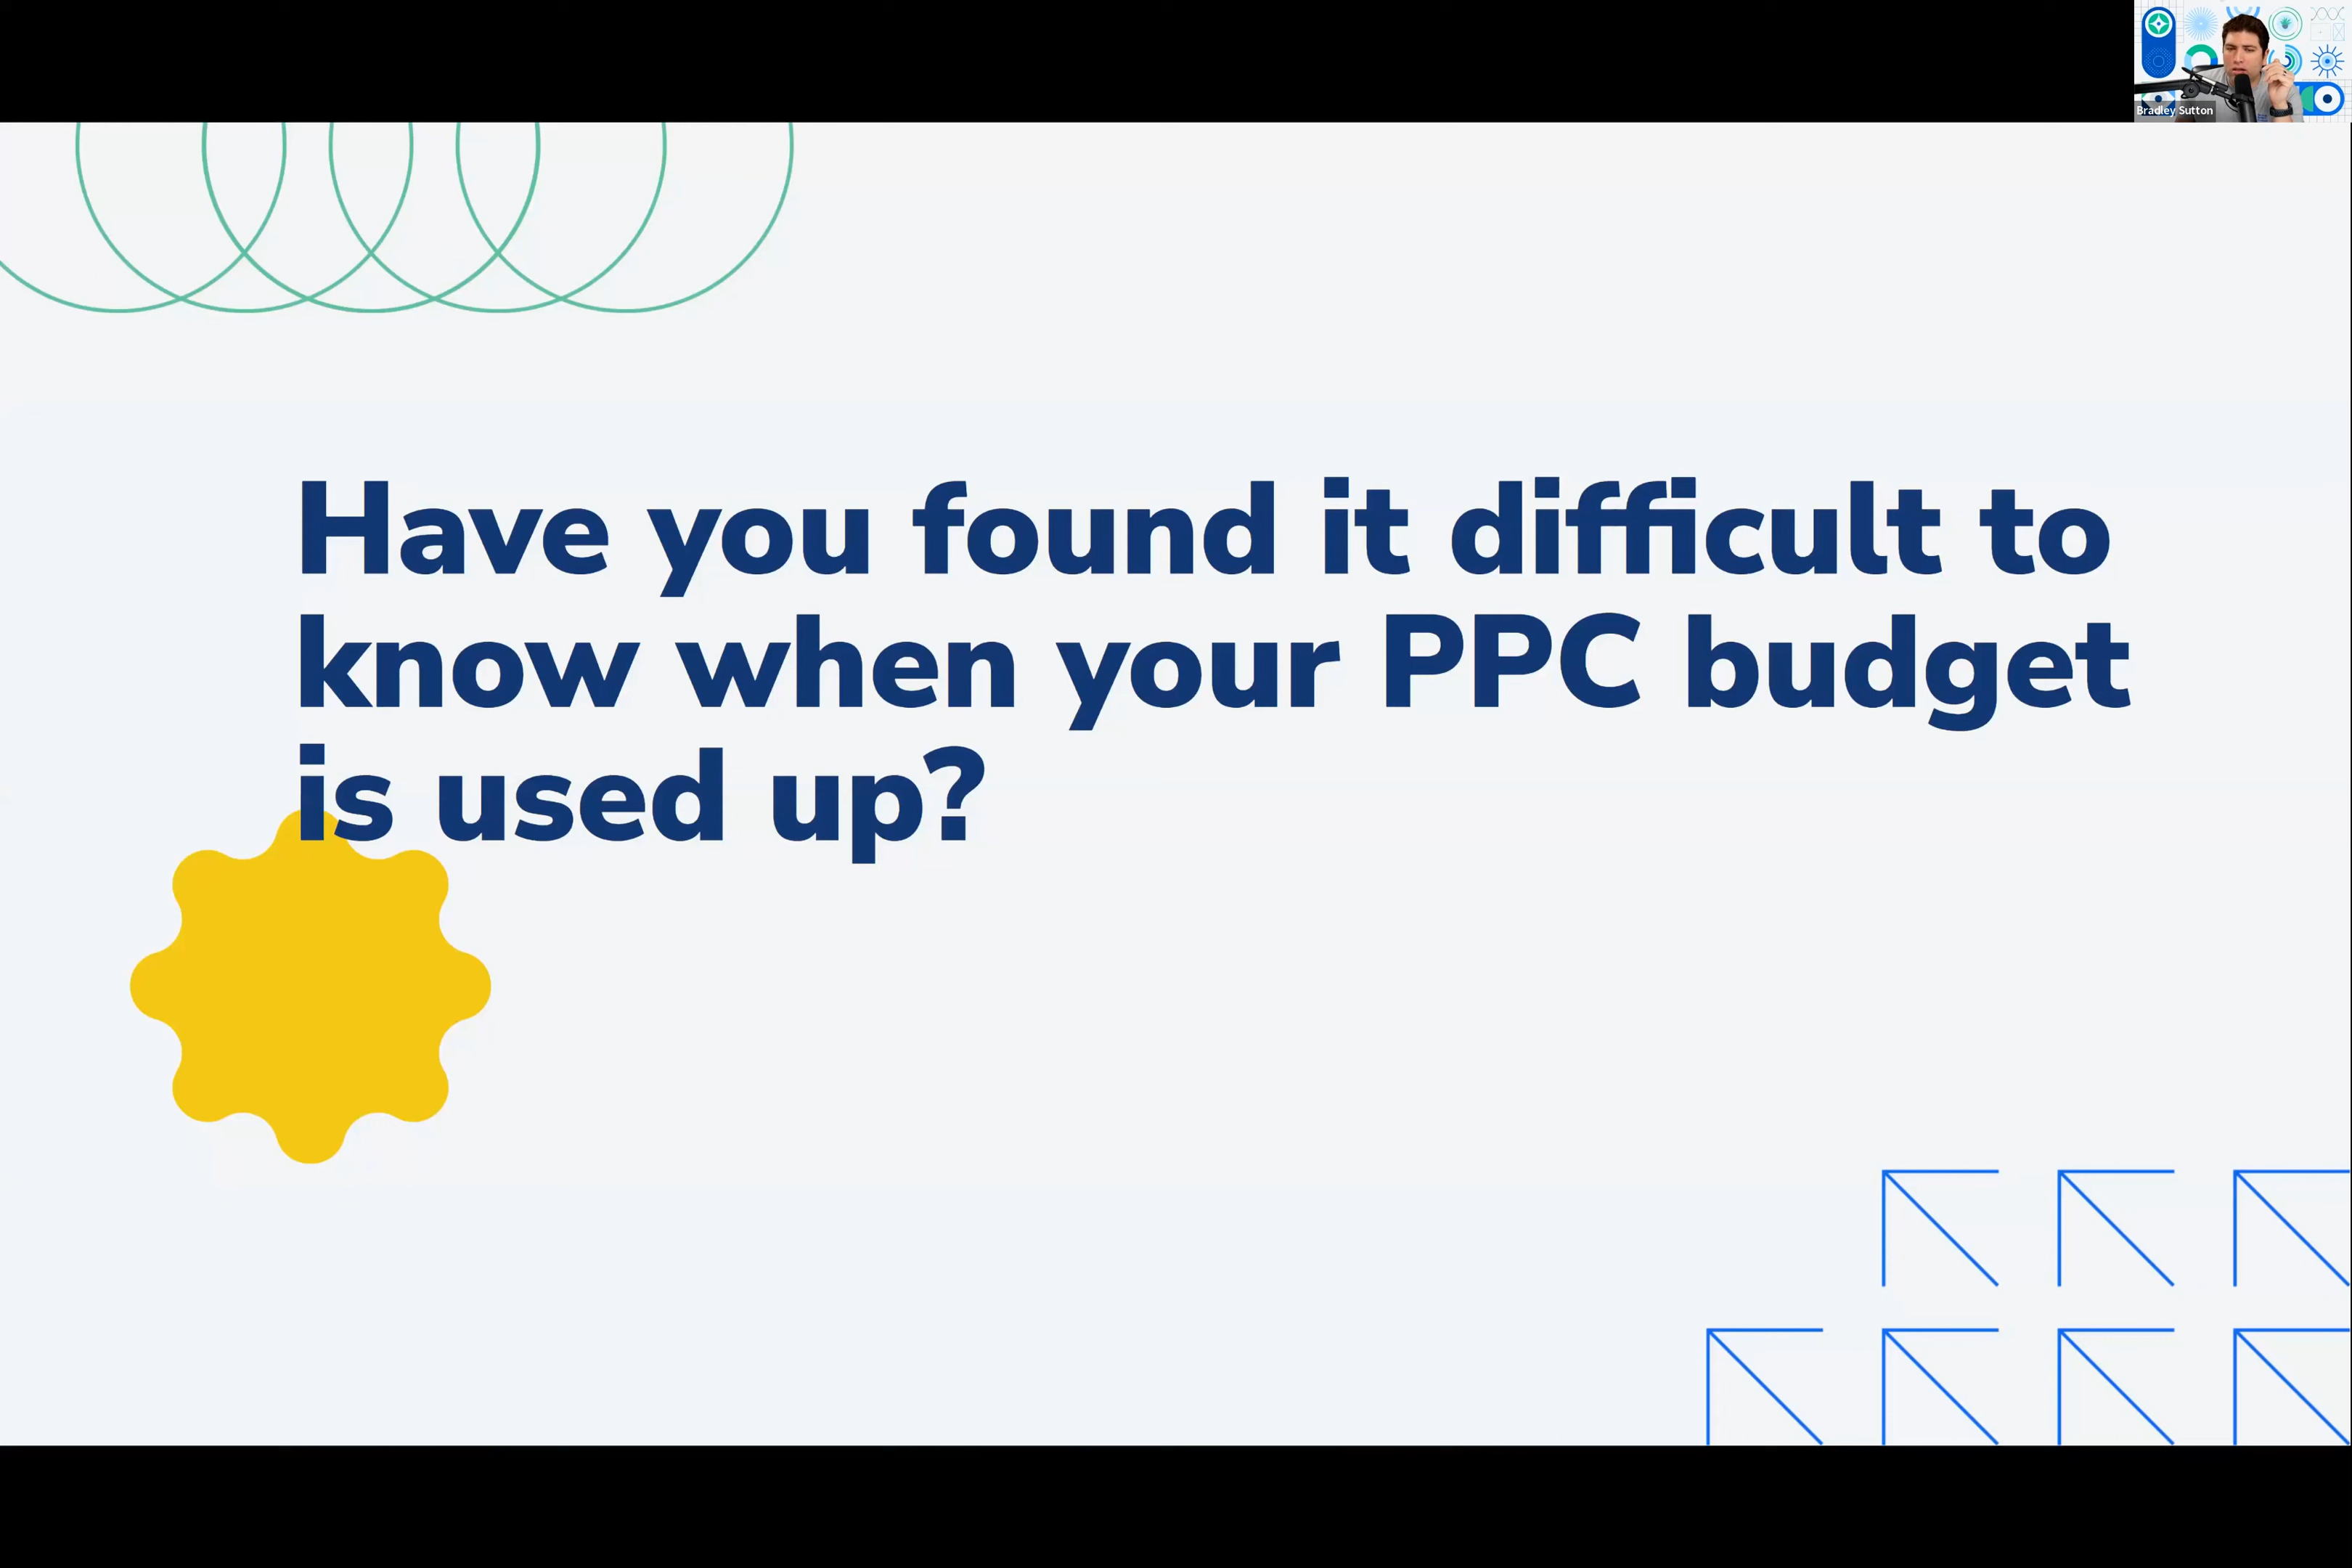 Bradley Sutton
Have you found it difficult to
know when your PPC budget
is used up?